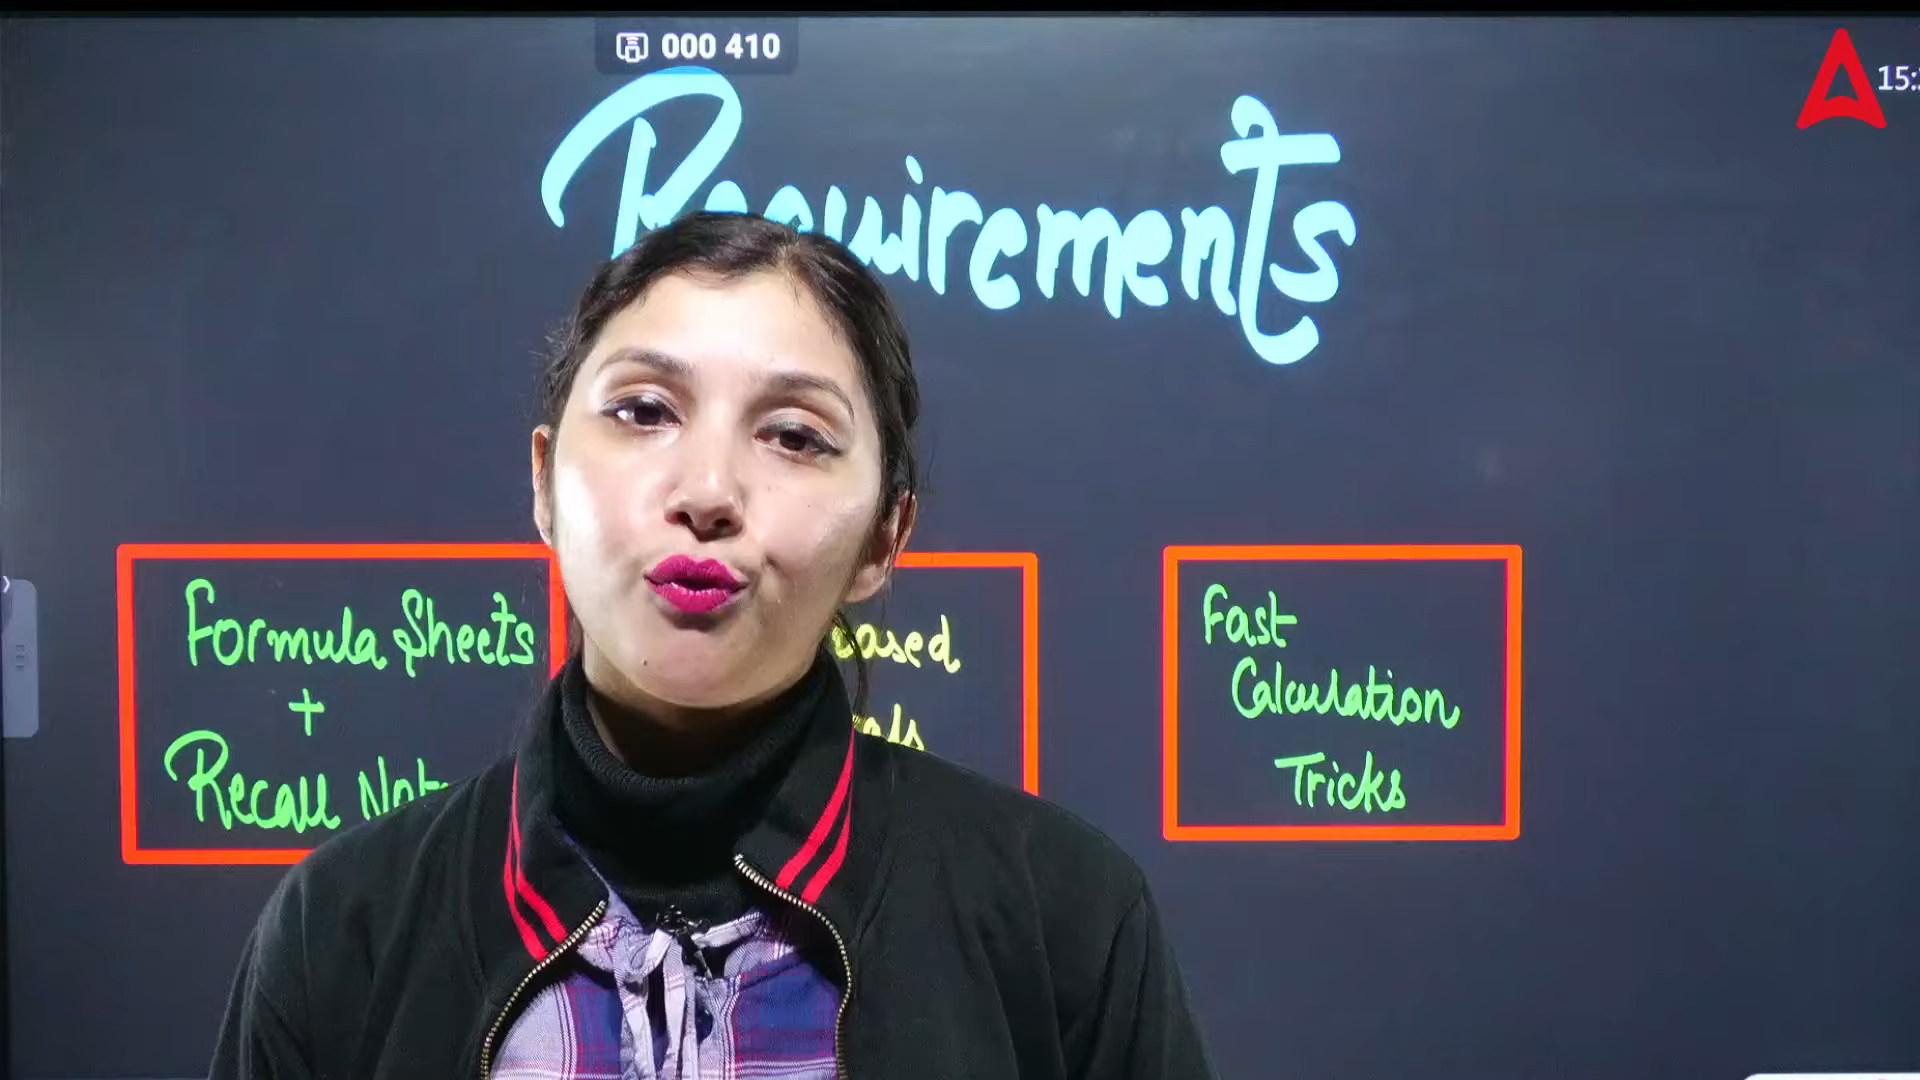 000 410
15:
Requirements
Formula Sheets
+
Recall
Fast
Calculation
Tricks